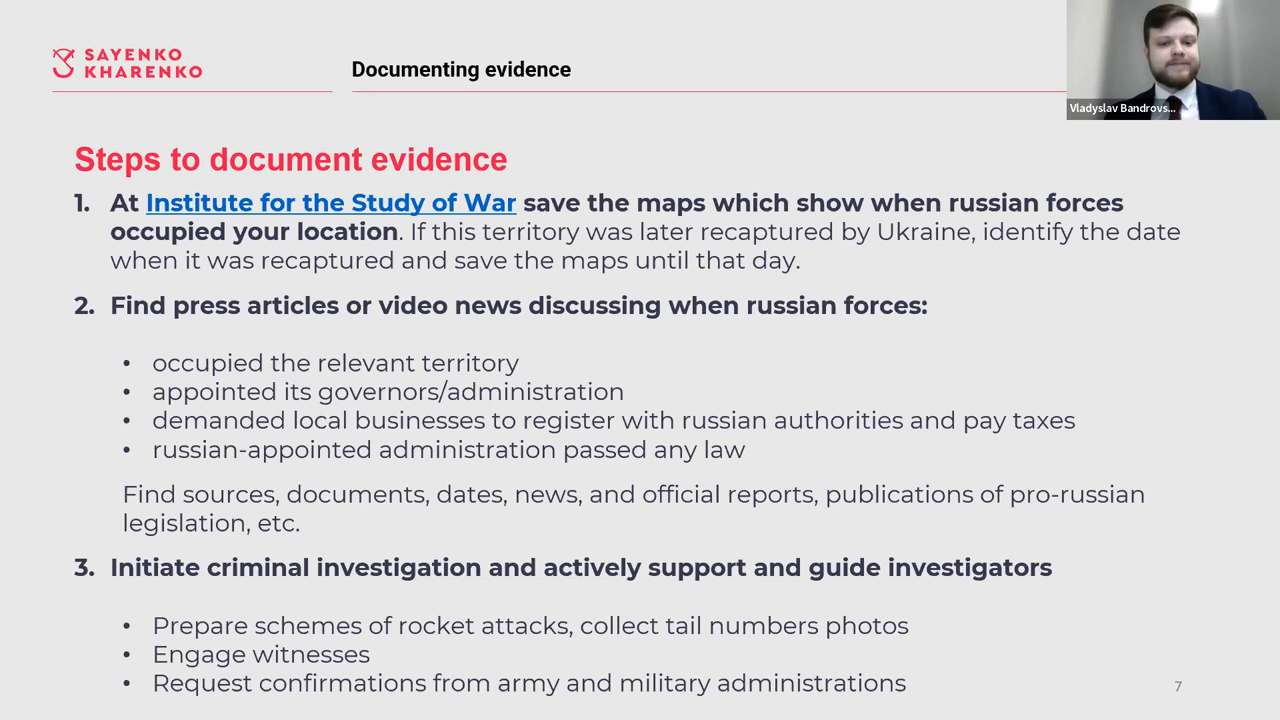 SAYENKO
KHARENKO
Documenting evidence
Vladyslav Bandrovs...
Steps to document evidence
1. At Institute for the Study of War save the maps which show when russian forces
occupied your location. If this territory was later recaptured by Ukraine, identify the date
when it was recaptured and save the maps until that day.
2. Find press articles or video news discussing when russian forces:
• occupied the relevant territory
• appointed its governors/administration
• demanded local businesses to register with russian authorities and pay taxes
• russian-appointed administration passed any law
Find sources, documents, dates, news, and official reports, publications of pro-russian
legislation, etc.
3. Initiate criminal investigation and actively support and guide investigators
• Prepare schemes of rocket attacks, collect tail numbers photos
• Engage witnesses
• Request confirmations from army and military administrations
7